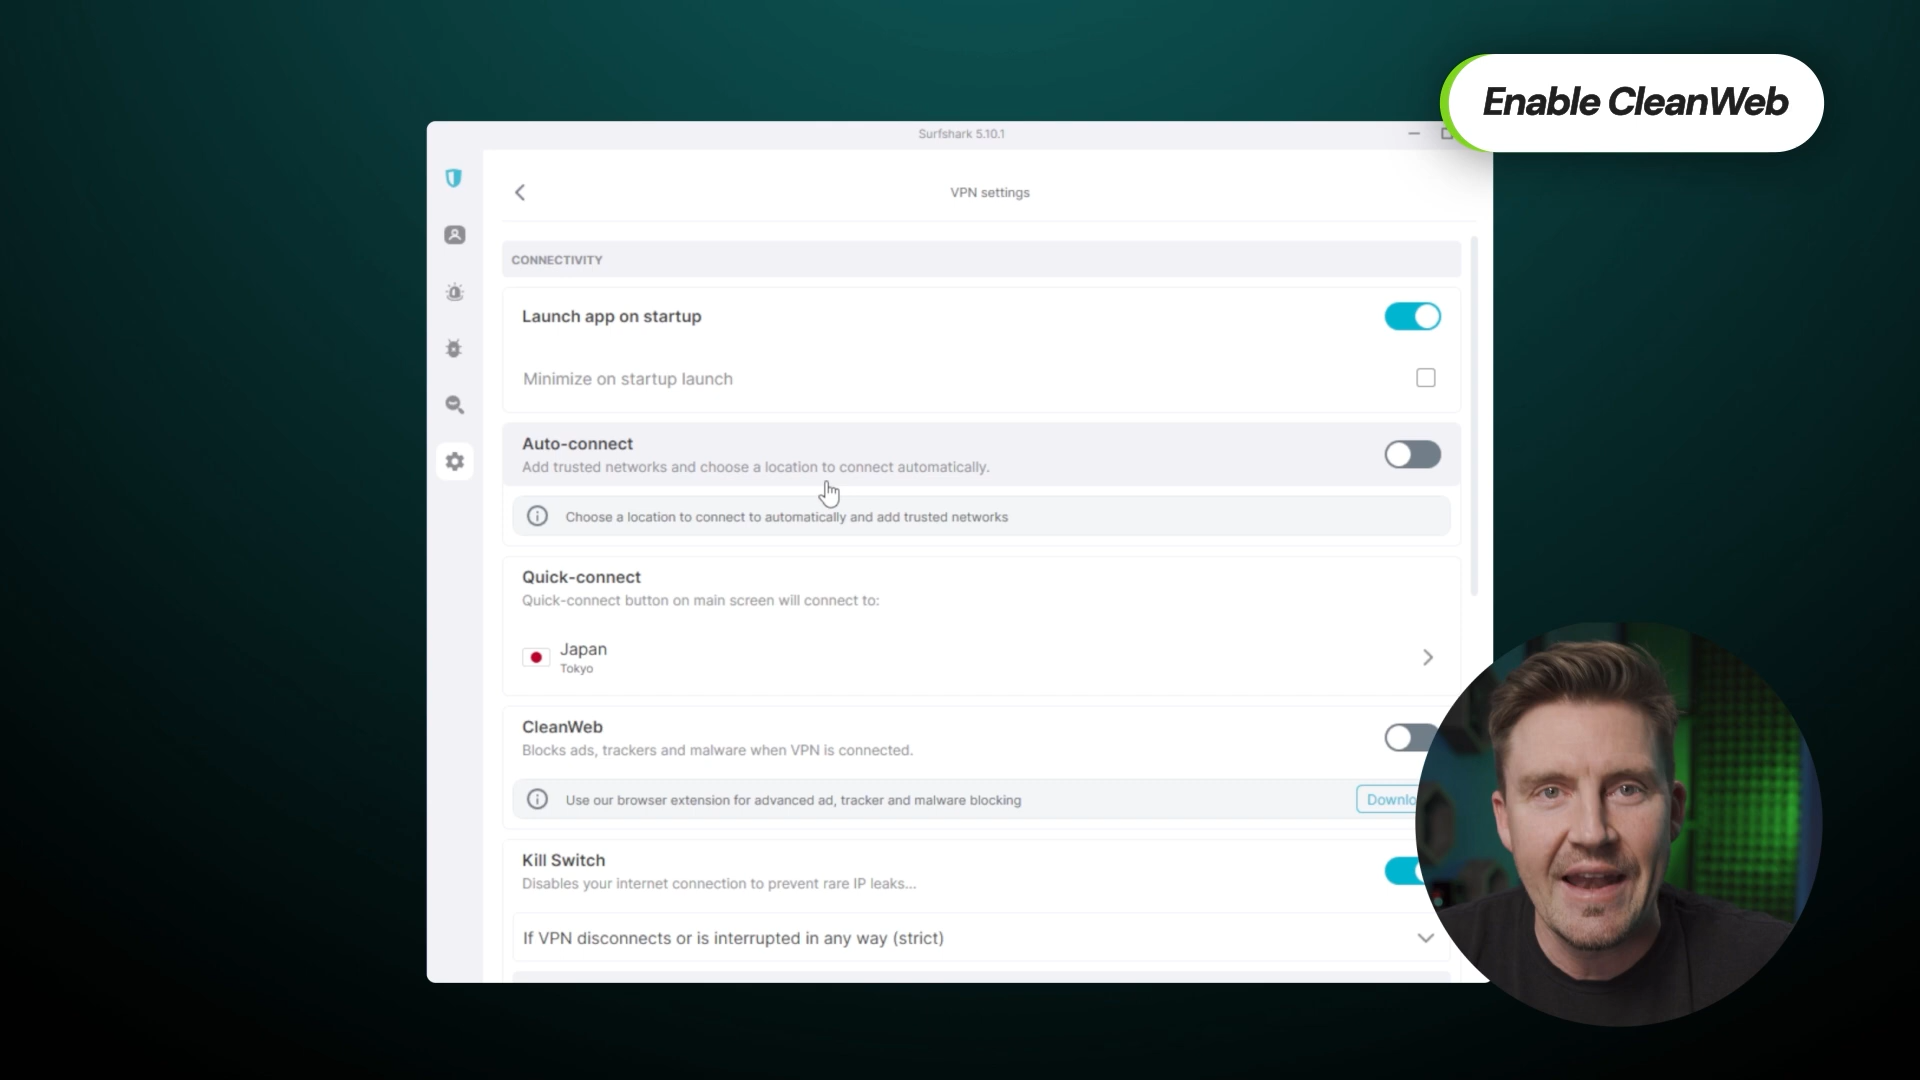 Enable CleanWeb
Surfshark 5.10.1
VPN settings
CONNECTIVITY
Launch app on startup
Minimize on startup launch
Auto-connect
Add trusted networks and choose a location to connect automatically.
Choose a location to connect to automatically and add trusted networks
Quick-connect
Quick-connect button on main screen will connect to:
Japan
Tokyo
CleanWeb
Blocks ads, trackers and malware when VPN is connected.
Use our browser extension for advanced ad, tracker and malware blocking
Downlo
Kill Switch
Disables your internet connection to prevent rare IP leaks...
If VPN disconnects or is interrupted in any way (strict)